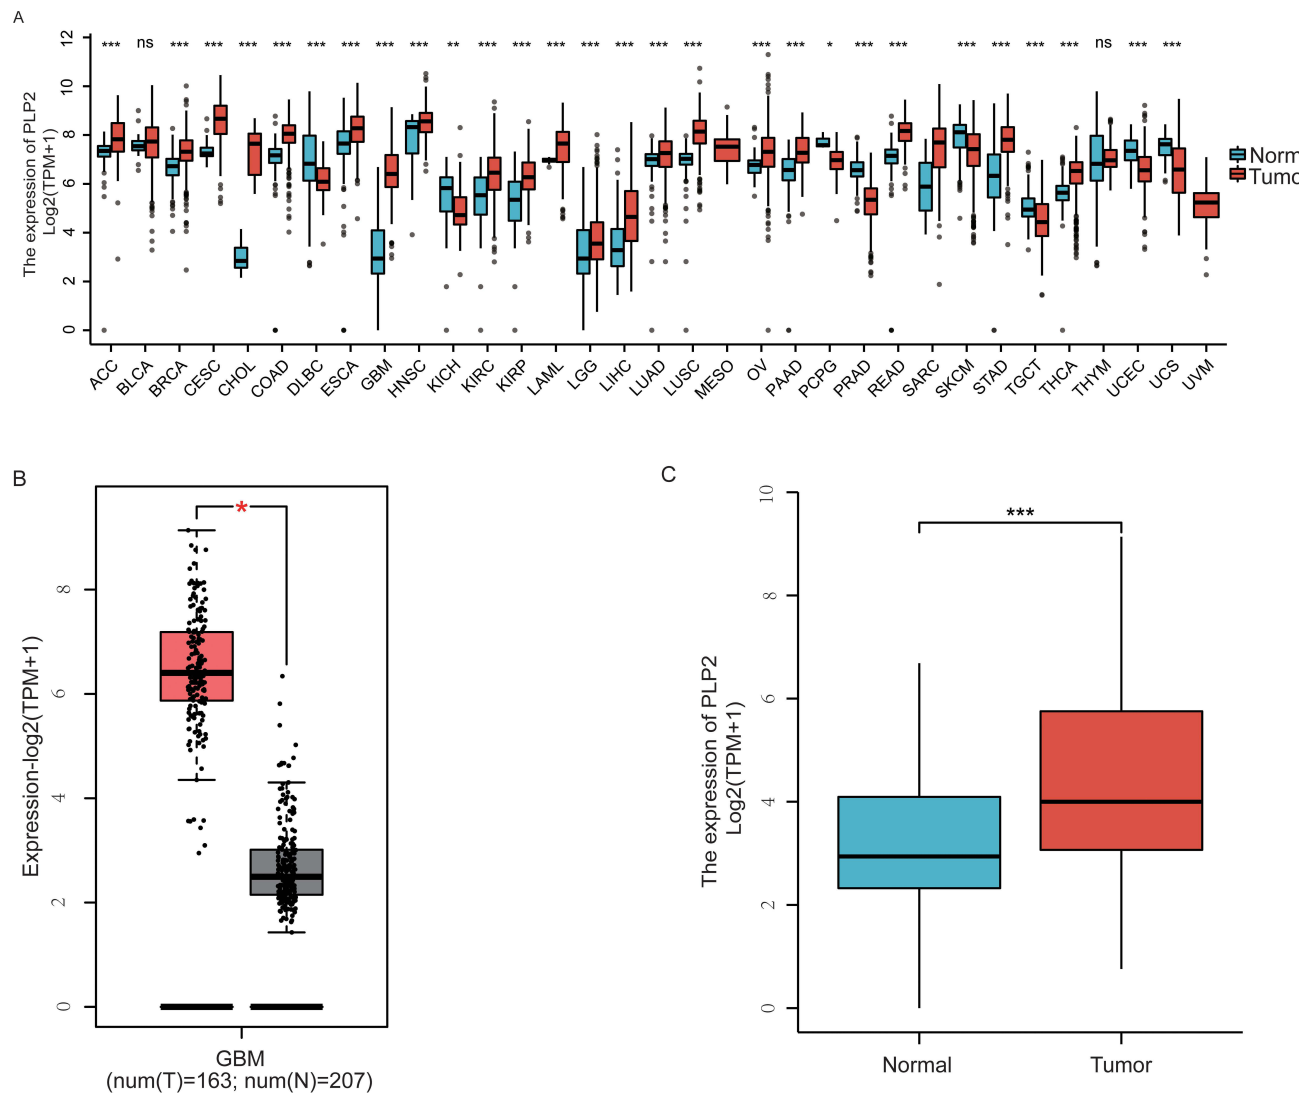 A
The expression of PLP2
Log2(TPM+1)
12
10
8
6
4
2
0
*** ns *** *** *** *** *** *** *** *** ** *** *** *** *** *** *** *** *** *** * *** *** *** *** *** *** ns *** ***
Norm
Tumo
ACC BLCA BRCA CESC CHOL COAD DLBC ESCA GBM HNSC KICH KIRC KIRP LAML LGG LIHC LUAD LUSC MESO OV PAAD PCPG PRAD READ SARC SKCM STAD TGCT THCA THYM UCEC UCS UVM
B
Expression-log2(TPM+1)
8
6
4
2
0
*
GBM
(num(T)=163; num(N)=207)
C
The expression of PLP2
Log2(TPM+1)
10
8
6
4
2
0
***
Normal Tumor